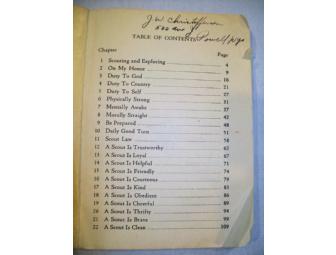 J W Christofferson
TABLE OF CONTENTS Powell Wyo
Chapter Page
1 Scouting and Exploring 4
2 On My Honor 9
3 Duty To God 16
4 Duty To Country 21
5 Duty To Self 27
6 Physically Strong 31
7 Mentally Awake 37
8 Morally Straight 42
9 Be Prepared 48
10 Daily Good Turn 51
11 Scout Law 58
12 A Scout Is Trustworthy 62
13 A Scout Is Loyal 67
14 A Scout Is Helpful 71
15 A Scout Is Friendly 74
16 A Scout Is Courteous 79
17 A Scout Is Kind 83
18 A Scout Is Obedient 86
19 A Scout Is Cheerful 89
20 A Scout Is Thrifty 94
21 A Scout Is Brave 99
22 A Scout Is Clean 109